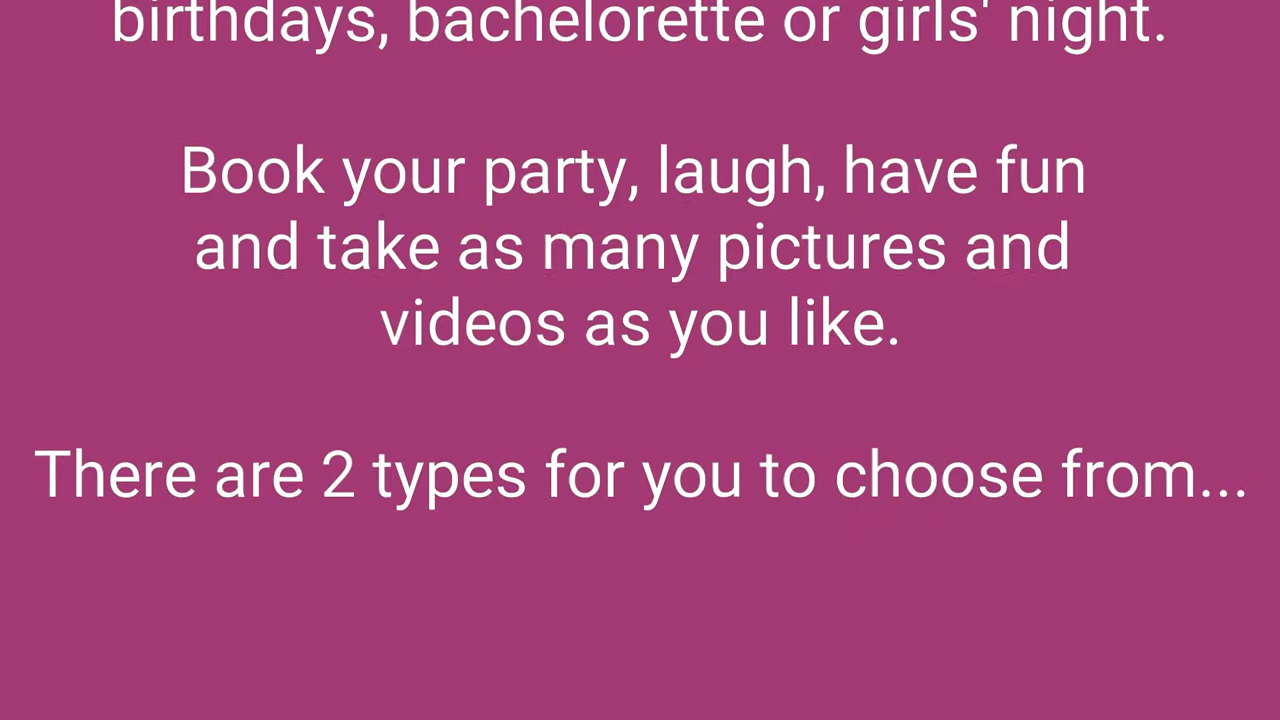 birthdays, bachelorette or girls' night.
Book your party, laugh, have fun
and take as many pictures and
videos as you like.
There are 2 types for you to choose from...